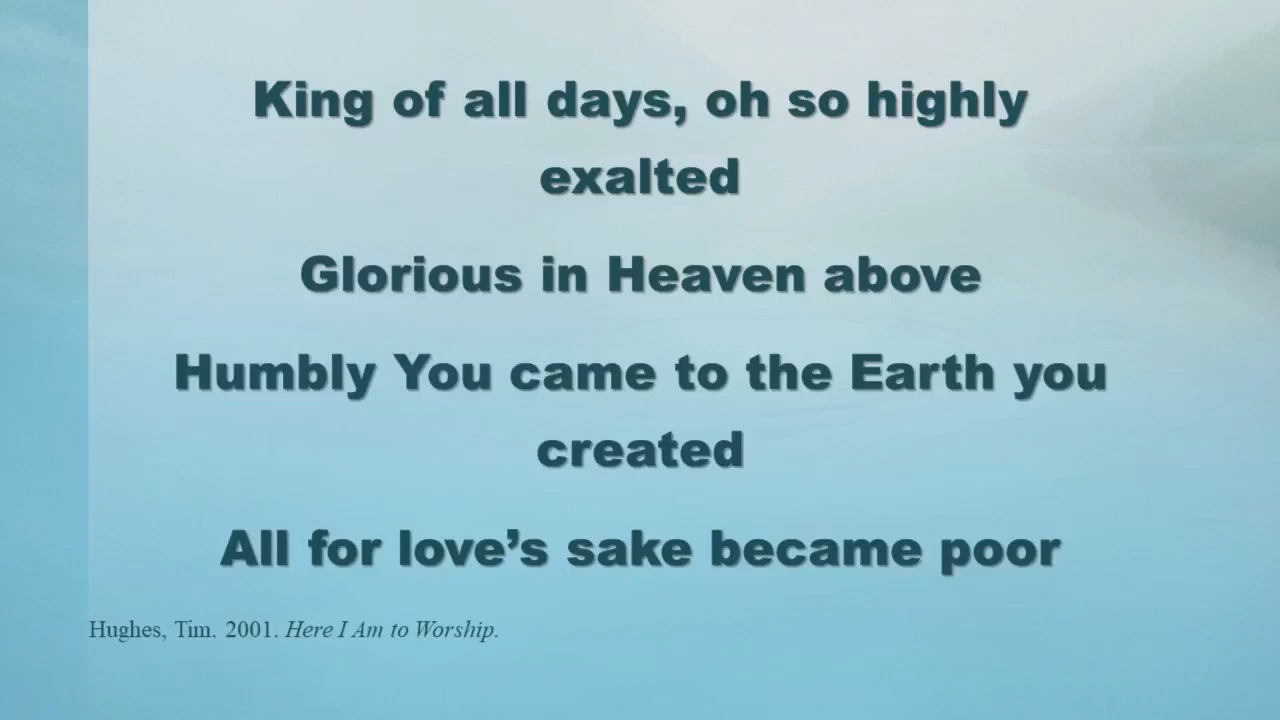 King of all days, oh so highly
exalted
Glorious in Heaven above
Humbly You came to the Earth you
created
All for love’s sake became poor
Hughes, Tim. 2001. Here I Am to Worship.